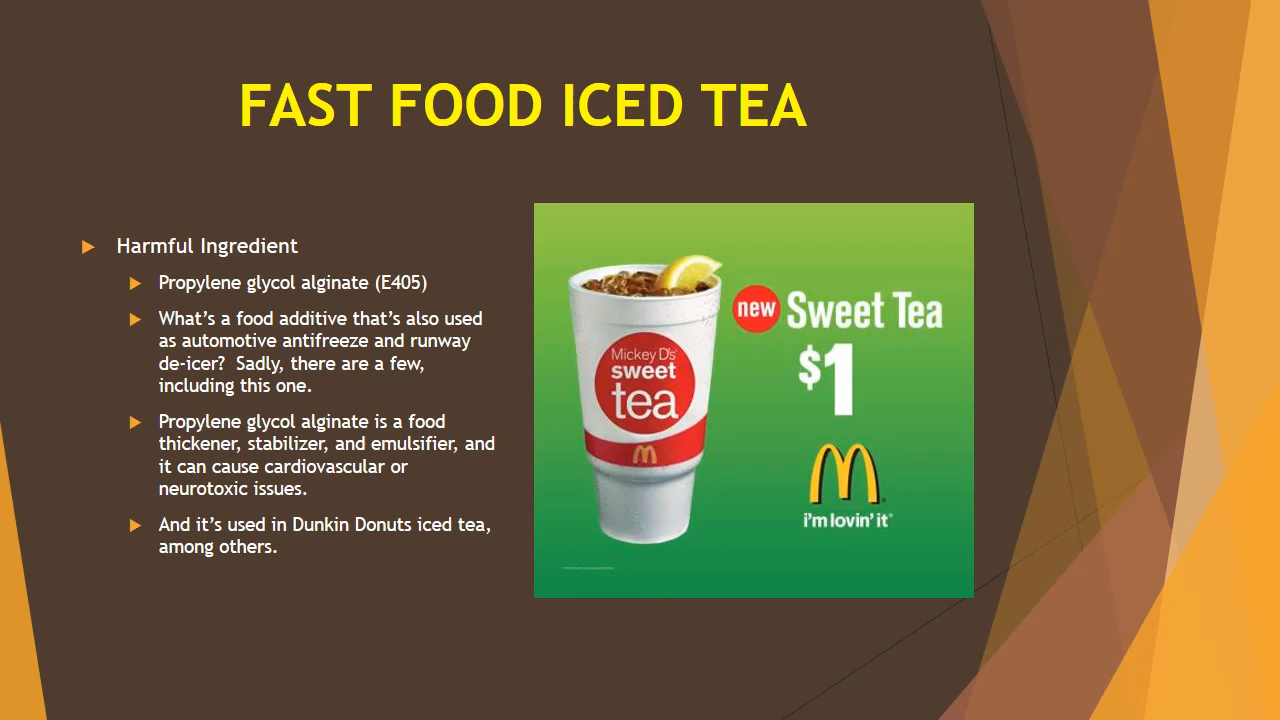 FAST FOOD ICED TEA
Harmful Ingredient
Propylene glycol alginate (E405)
What's a food additive that's also used
as automotive antifreeze and runway
de-icer?  Sadly, there are a few,
including this one.
Propylene glycol alginate is a food
thickener, stabilizer, and emulsifier, and
it can cause cardiovascular or
neurotoxic issues.
And it's used in Dunkin Donuts iced tea,
among others.
Mickey D's
sweet
tea
new Sweet Tea
$1
i'm lovin' it